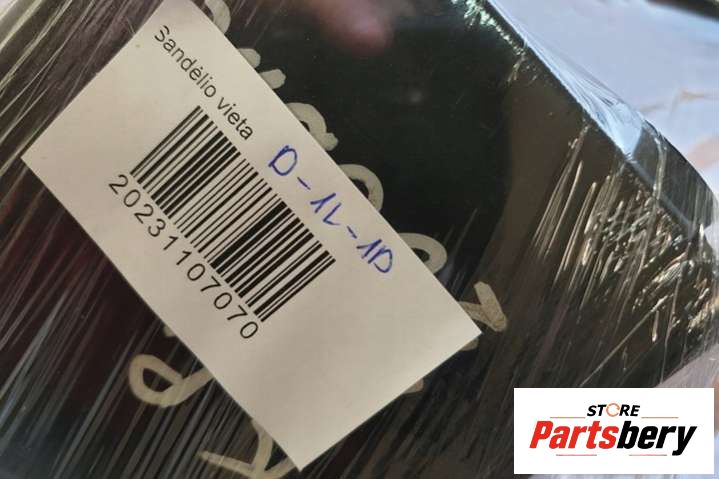 Sandėlio vieta
D-1L-1D
20231107070
STORE
Partsbery